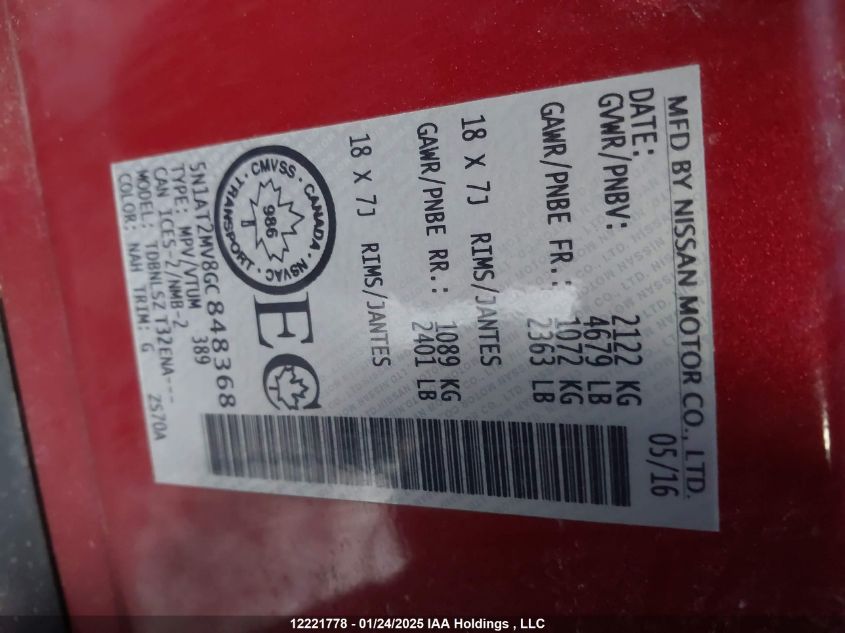 MFD BY NISSAN MOTOR CO., LTD.
DATE: 05/16
GVWR/PNBV: 2122 KG
4679 LB
GAWR/PNBE FR.: 1072 KG
2363 LB
18 X 7J RIMS/JANTES
GAWR/PNBE RR.: 1089 KG
2401 LB
18 X 7J RIMS/JANTES
CMVSS · CANADA · NSVAC · TRANSPORT ·
986
EC
5N1AT2MV8GC848368
TYPE: MPV/VTUM 389
CAN ICES-2/NMB-2
MODEL: TDBNLSZ T32ENA---
COLOR: NAH TRIM: G 2570A
12221778 - 01/24/2025 IAA Holdings , LLC